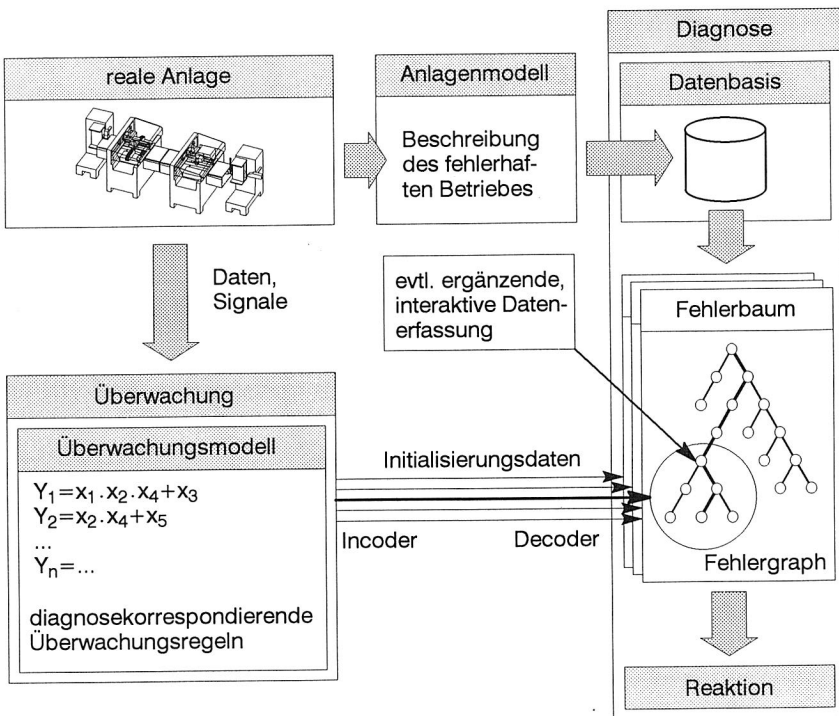 reale Anlage
Anlagenmodell
Beschreibung
des fehlerhaf-
ten Betriebes
Diagnose
Datenbasis
Daten,
Signale
evtl. ergänzende,
interaktive Daten-
erfassung
Fehlerbaum
Überwachung
Überwachungsmodell
Y₁=x₁.x₂.x₄+x₃
Y₂=x₂.x₄+x₅
...
Yₙ=...
diagnosekorrespondierende
Überwachungsregeln
Initialisierungsdaten
Incoder
Decoder
Fehlergraph
Reaktion